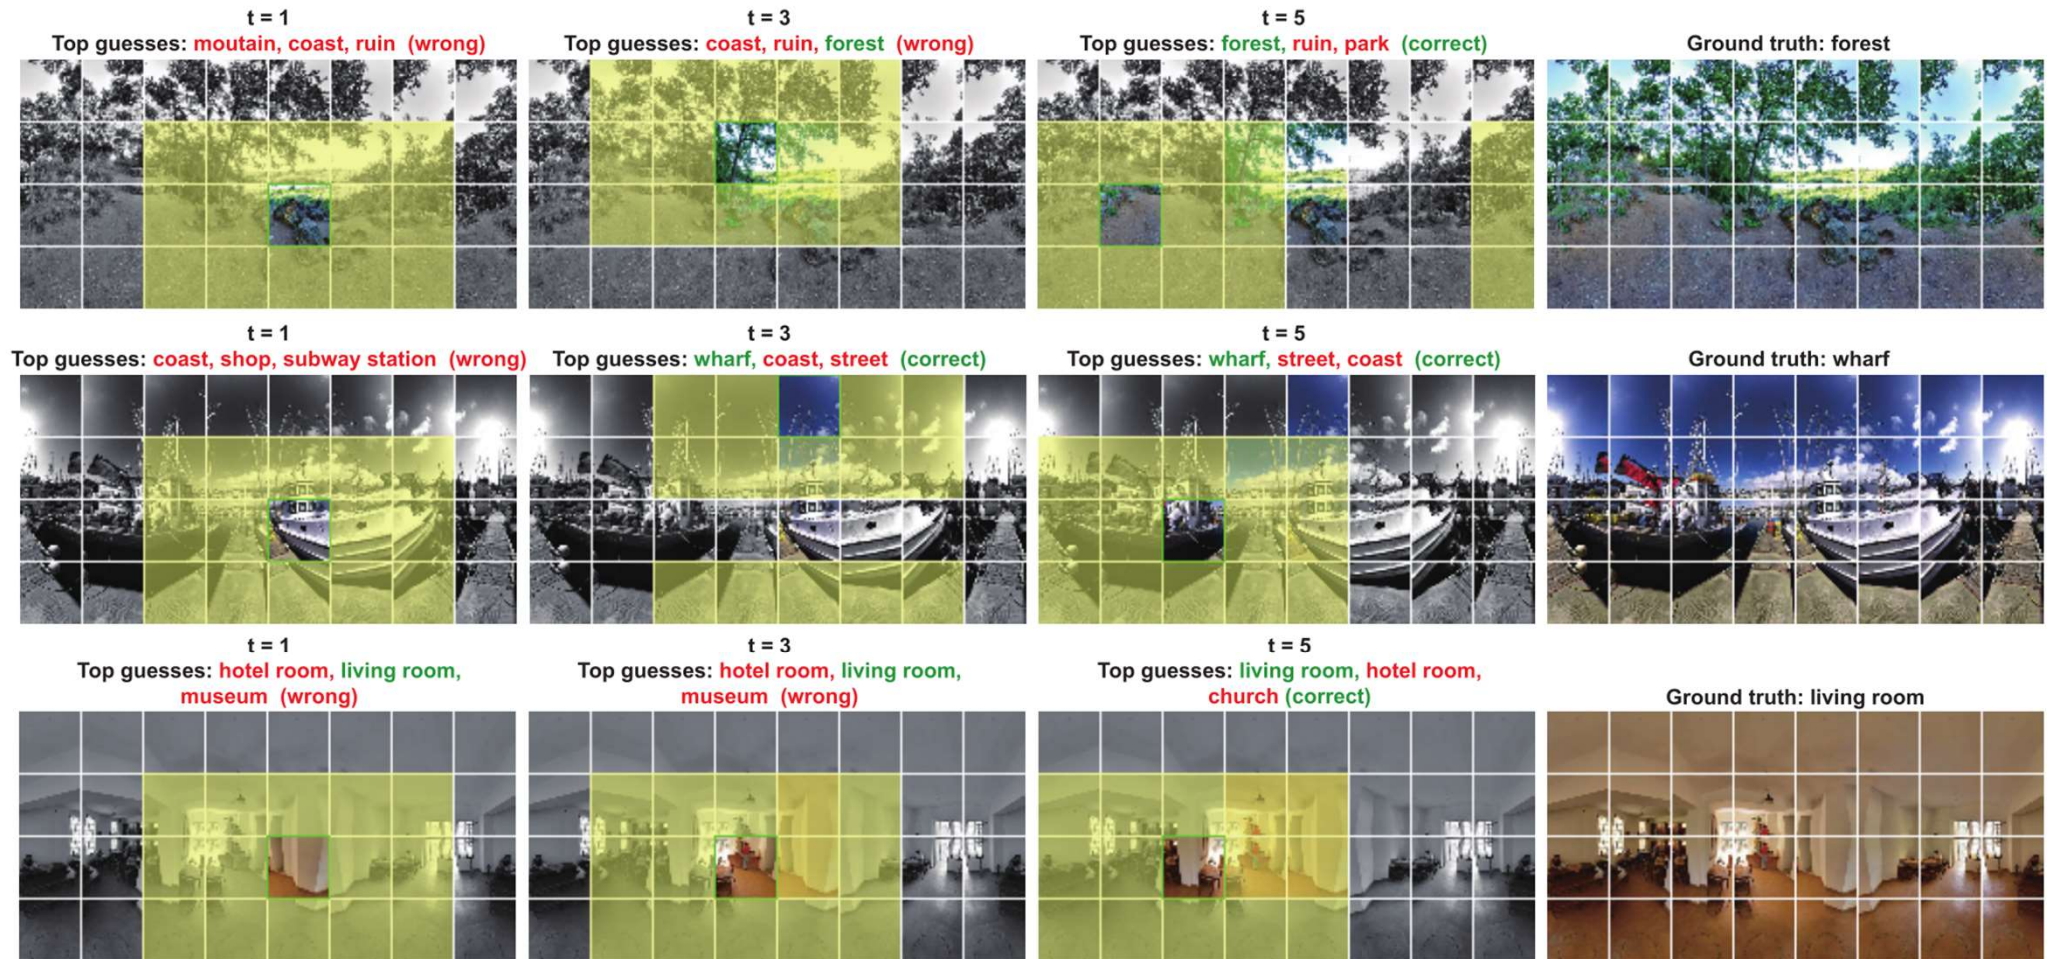 t = 1
Top guesses: moutain, coast, ruin (wrong)
t = 3
Top guesses: coast, ruin, forest (wrong)
t = 5
Top guesses: forest, ruin, park (correct)
Ground truth: forest
t = 1
Top guesses: coast, shop, subway station (wrong)
t = 3
Top guesses: wharf, coast, street (correct)
t = 5
Top guesses: wharf, street, coast (correct)
Ground truth: wharf
t = 1
Top guesses: hotel room, living room,
museum (wrong)
t = 3
Top guesses: hotel room, living room,
museum (wrong)
t = 5
Top guesses: living room, hotel room,
church (correct)
Ground truth: living room